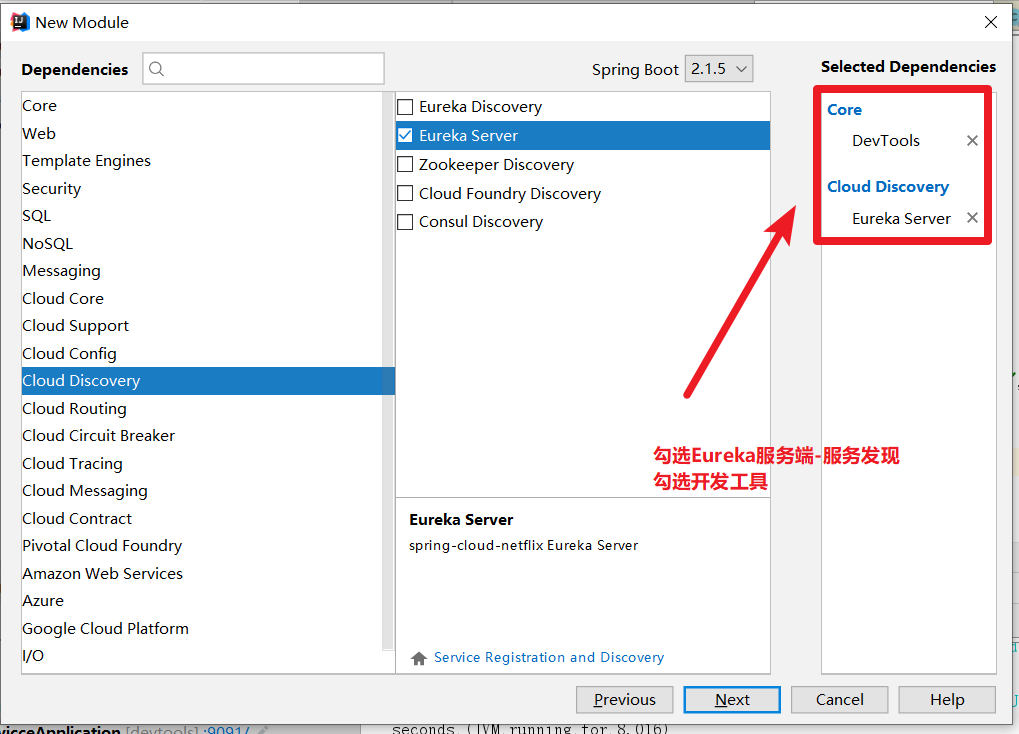 New Module
Dependencies
Spring Boot 2.1.5
Selected Dependencies
Core
Web
Template Engines
Security
SQL
NoSQL
Messaging
Cloud Core
Cloud Support
Cloud Config
Cloud Discovery
Cloud Routing
Cloud Circuit Breaker
Cloud Tracing
Cloud Messaging
Cloud Contract
Pivotal Cloud Foundry
Amazon Web Services
Azure
Google Cloud Platform
I/O
Eureka Discovery
Eureka Server
Zookeeper Discovery
Cloud Foundry Discovery
Consul Discovery
Core
DevTools
Cloud Discovery
Eureka Server
勾选Eureka服务端-服务发现
勾选开发工具
Eureka Server
spring-cloud-netflix Eureka Server
Service Registration and Discovery
Previous
Next
Cancel
Help
[devtools] :9091/
seconds (JVM running for 8.016)